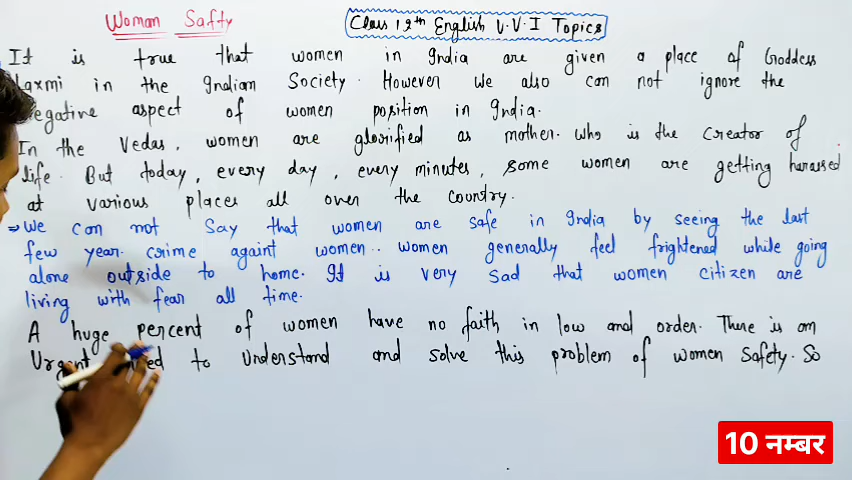 Woman Safty
Class 12th English V.V.I Topics
It is true that women in India are given a place of Goddess
Laxmi in the Indian Society. However we also can not ignore the
negative aspect of women position in India.
In the Vedas, women are glorified as mother. who is the creator of
life. But today, every day, every minutes, some women are getting harassed
at various places all over the country.
⇒ We can not Say that women are safe in India by seeing the last
few year. crime againt women.. women generally feel frightened while going
alone outside to home. It is very sad that women citizen are
living with fear all time.
A huge percent of women have no faith in low and order. There is an
Urgent need to Understand and solve this problem of women Safety. So
10 नम्बर